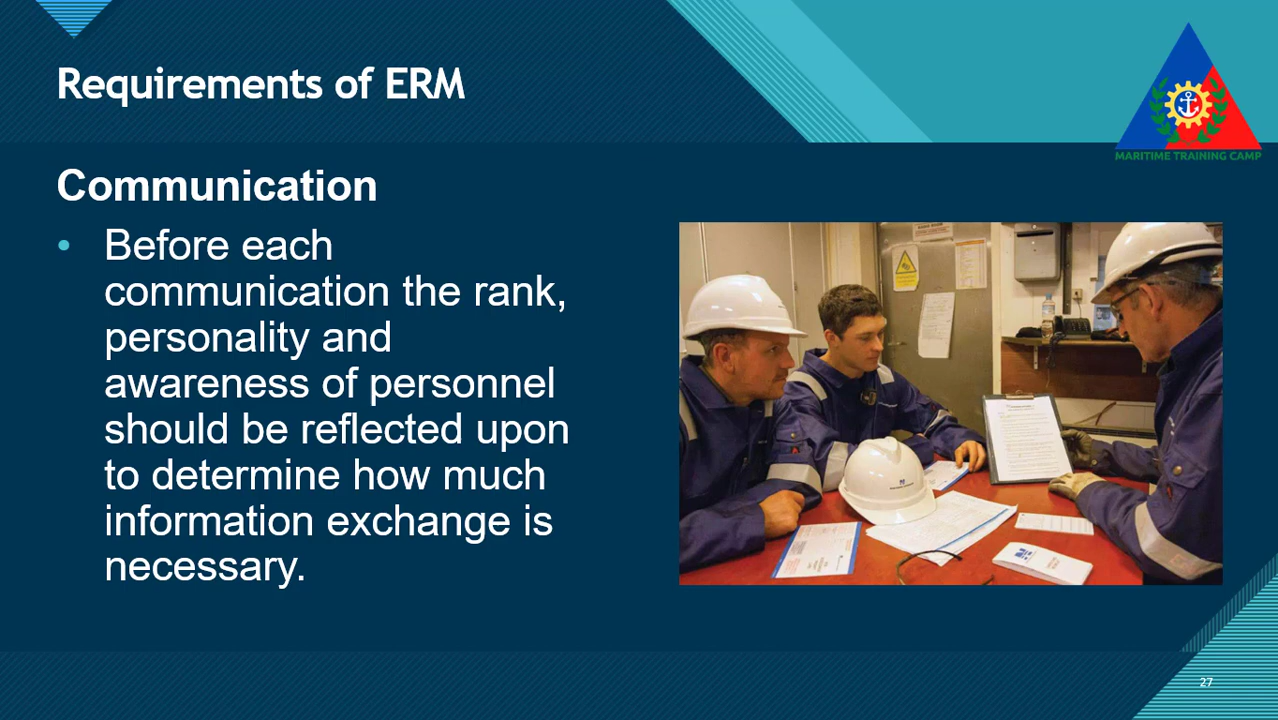 Requirements of ERM
MARITIME TRAINING CAMP
Communication
• Before each
communication the rank,
personality and
awareness of personnel
should be reflected upon
to determine how much
information exchange is
necessary.
27